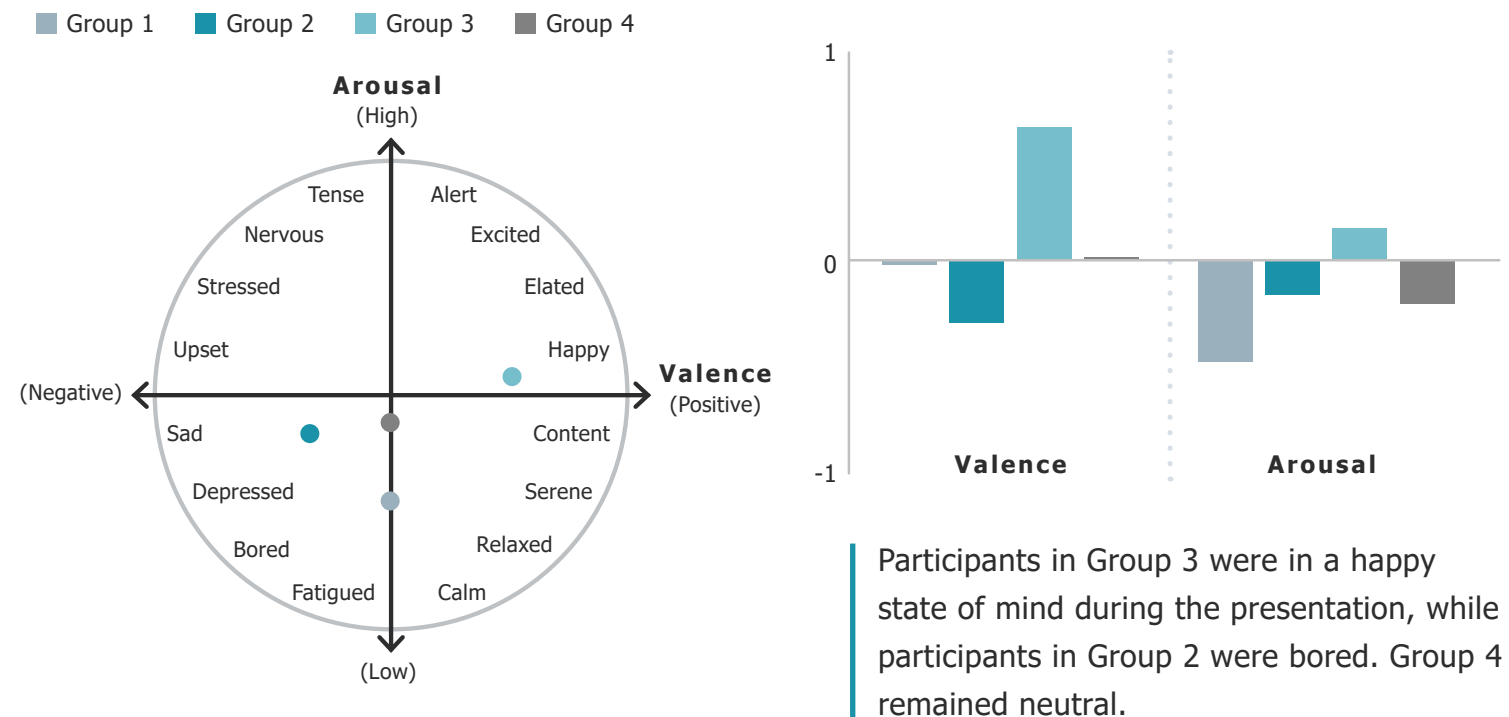 Group 1
Group 2
Group 3
Group 4
Arousal
(High)
Tense
Alert
Nervous
Excited
Stressed
Elated
Upset
Happy
(Negative)
Valence
(Positive)
Sad
Content
Depressed
Serene
Bored
Relaxed
Fatigued
Calm
(Low)
1
0
-1
Valence
Arousal
Participants in Group 3 were in a happy
state of mind during the presentation, while
participants in Group 2 were bored. Group 4
remained neutral.